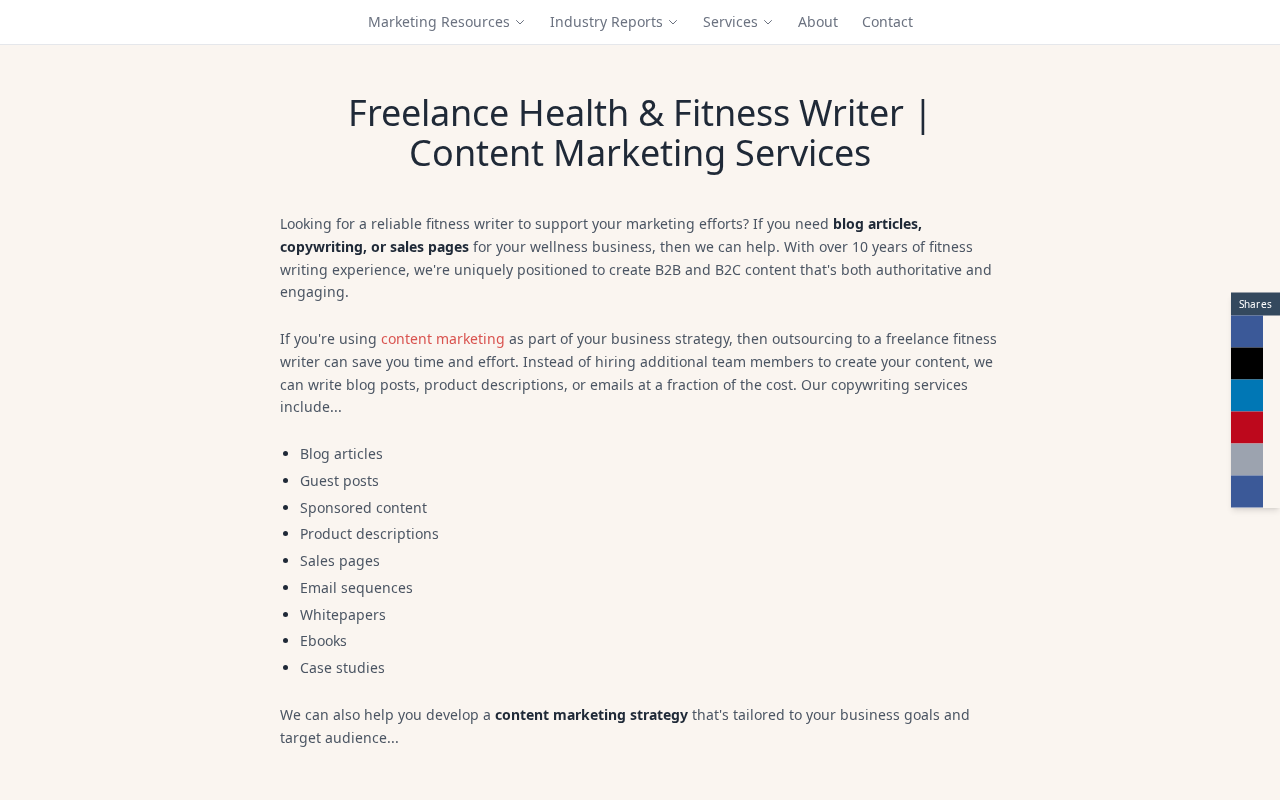 Marketing Resources Industry Reports Services About Contact
Freelance Health & Fitness Writer |
Content Marketing Services
Looking for a reliable fitness writer to support your marketing efforts? If you need blog articles,
copywriting, or sales pages for your wellness business, then we can help. With over 10 years of fitness
writing experience, we're uniquely positioned to create B2B and B2C content that's both authoritative and
engaging.
Shares
If you're using content marketing as part of your business strategy, then outsourcing to a freelance fitness
writer can save you time and effort. Instead of hiring additional team members to create your content, we
can write blog posts, product descriptions, or emails at a fraction of the cost. Our copywriting services
include...
Blog articles
Guest posts
Sponsored content
Product descriptions
Sales pages
Email sequences
Whitepapers
Ebooks
Case studies
We can also help you develop a content marketing strategy that's tailored to your business goals and
target audience...